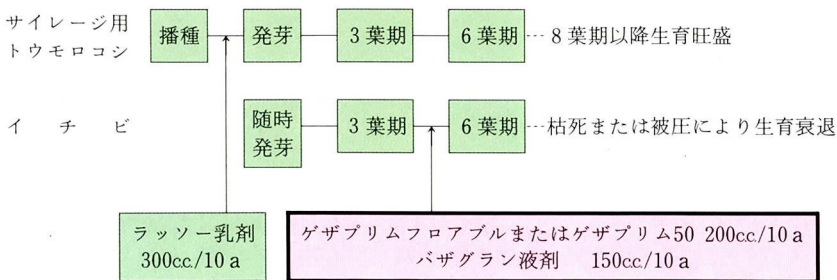 サイレージ用
トウモロコシ
播種
発芽
3葉期
6葉期
8葉期以降生育旺盛
イチビ
随時
発芽
3葉期
6葉期
枯死または被圧により生育衰退
ラッソー乳剤
300c.c./10a
ゲザプリムフロアブルまたはゲザプリム50 200c.c./10a
バザグラン液剤 150c.c./10a